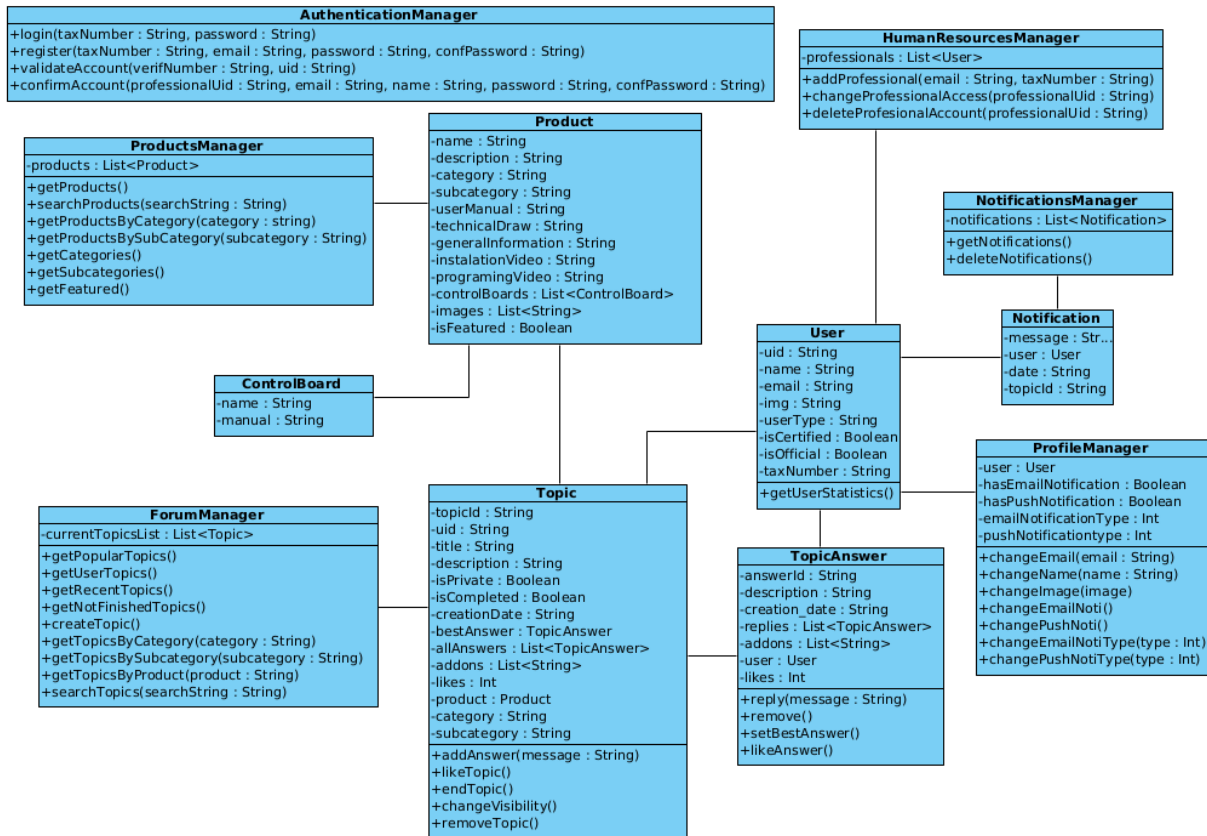 AuthenticationManager
+login(taxNumber : String, password : String)
+register(taxNumber : String, email : String, password : String, confPassword : String)
+validateAccount(verifNumber : String, uid : String)
+confirmAccount(professionalUid : String, email : String, name : String, password : String, confPassword : String)
HumanResourcesManager
-professionals : List<User>
+addProfessional(email : String, taxNumber : String)
+changeProfessionalAccess(professionalUid : String)
+deleteProfesionalAccount(professionalUid : String)
ProductsManager
-products : List<Product>
+getProducts()
+searchProducts(searchString : String)
+getProductsByCategory(category : string)
+getProductsBySubCategory(subcategory : String)
+getCategories()
+getSubcategories()
+getFeatured()
Product
-name : String
-description : String
-category : String
-subcategory : String
-userManual : String
-technicalDraw : String
-generalInformation : String
-instalationVideo : String
-programingVideo : String
-controlBoards : List<ControlBoard>
-images : List<String>
-isFeatured : Boolean
NotificationsManager
-notifications : List<Notification>
+getNotifications()
+deleteNotifications()
Notification
-message : Str...
-user : User
-date : String
-topicId : String
User
-uid : String
-name : String
-email : String
-img : String
-userType : String
-isCertified : Boolean
-isOfficial : Boolean
-taxNumber : String
+getUserStatistics()
ControlBoard
-name : String
-manual : String
ProfileManager
-user : User
-hasEmailNotification : Boolean
-hasPushNotification : Boolean
-emailNotificationType : Int
-pushNotificationtype : Int
+changeEmail(email : String)
+changeName(name : String)
+changeImage(image)
+changeEmailNoti()
+changePushNoti()
+changeEmailNotiType(type : Int)
+changePushNotiType(type : Int)
ForumManager
-currentTopicsList : List<Topic>
+getPopularTopics()
+getUserTopics()
+getRecentTopics()
+getNotFinishedTopics()
+createTopic()
+getTopicsByCategory(category : String)
+getTopicsBySubcategory(subcategory : String)
+getTopicsByProduct(product : String)
+searchTopics(searchString : String)
Topic
-topicId : String
-uid : String
-title : String
-description : String
-isPrivate : Boolean
-isCompleted : Boolean
-creationDate : String
-bestAnswer : TopicAnswer
-allAnswers : List<TopicAnswer>
-addons : List<String>
-likes : Int
-product : Product
-category : String
-subcategory : String
+addAnswer(message : String)
+likeTopic()
+endTopic()
+changeVisibility()
+removeTopic()
TopicAnswer
-answerId : String
-description : String
-creation_date : String
-replies : List<TopicAnswer>
-addons : List<String>
-user : User
-likes : Int
+reply(message : String)
+remove()
+setBestAnswer()
+likeAnswer()